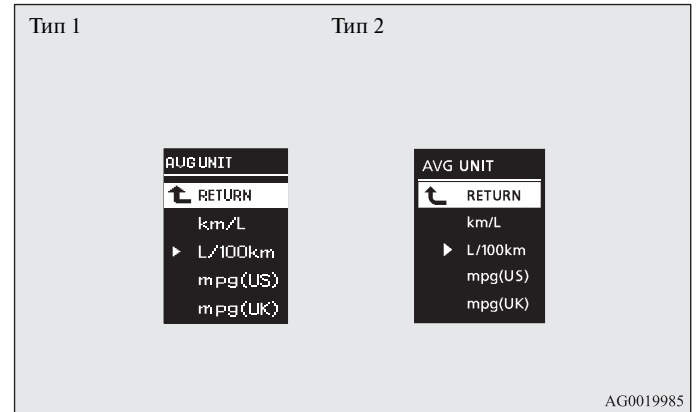 Тип 1
AVG UNIT
RETURN
km/L
L/100km
mpg(US)
mpg(UK)
Тип 2
AVG UNIT
RETURN
km/L
L/100km
mpg(US)
mpg(UK)
AG0019985